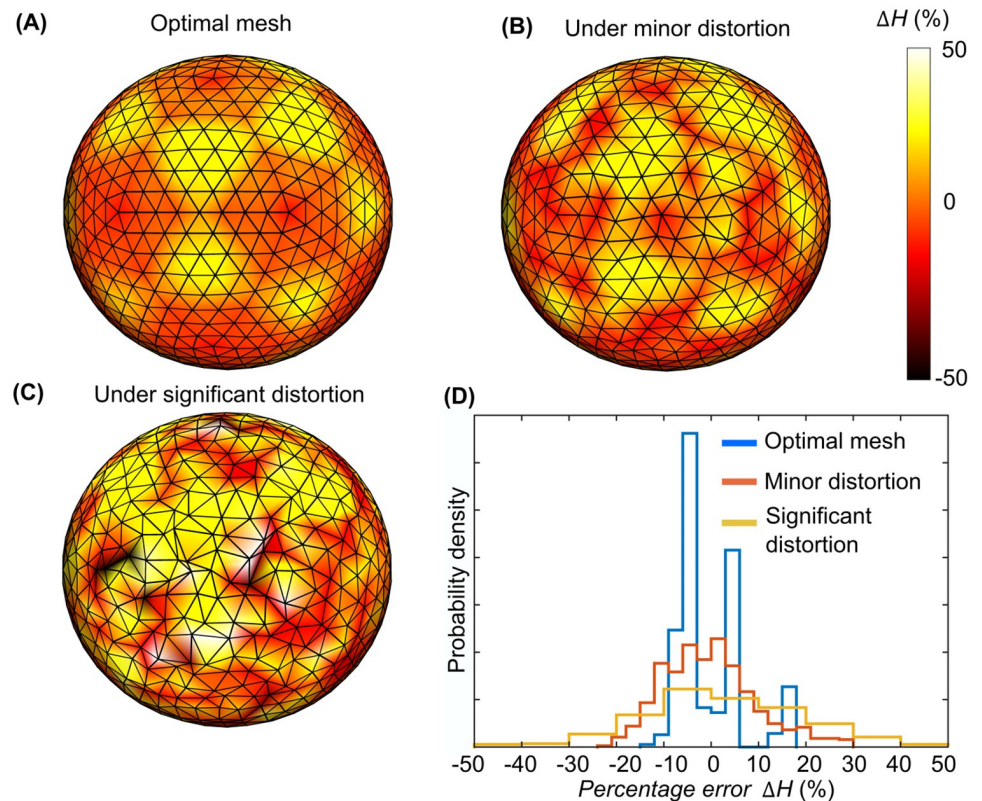 (A)
Optimal mesh
(B)
Under minor distortion
ΔH (%)
50
0
-50
(C)
Under significant distortion
(D)
Optimal mesh
Minor distortion
Significant
distortion
Probability density
-50 -40 -30 -20 -10 0 10 20 30 40 50
Percentage error ΔH (%)